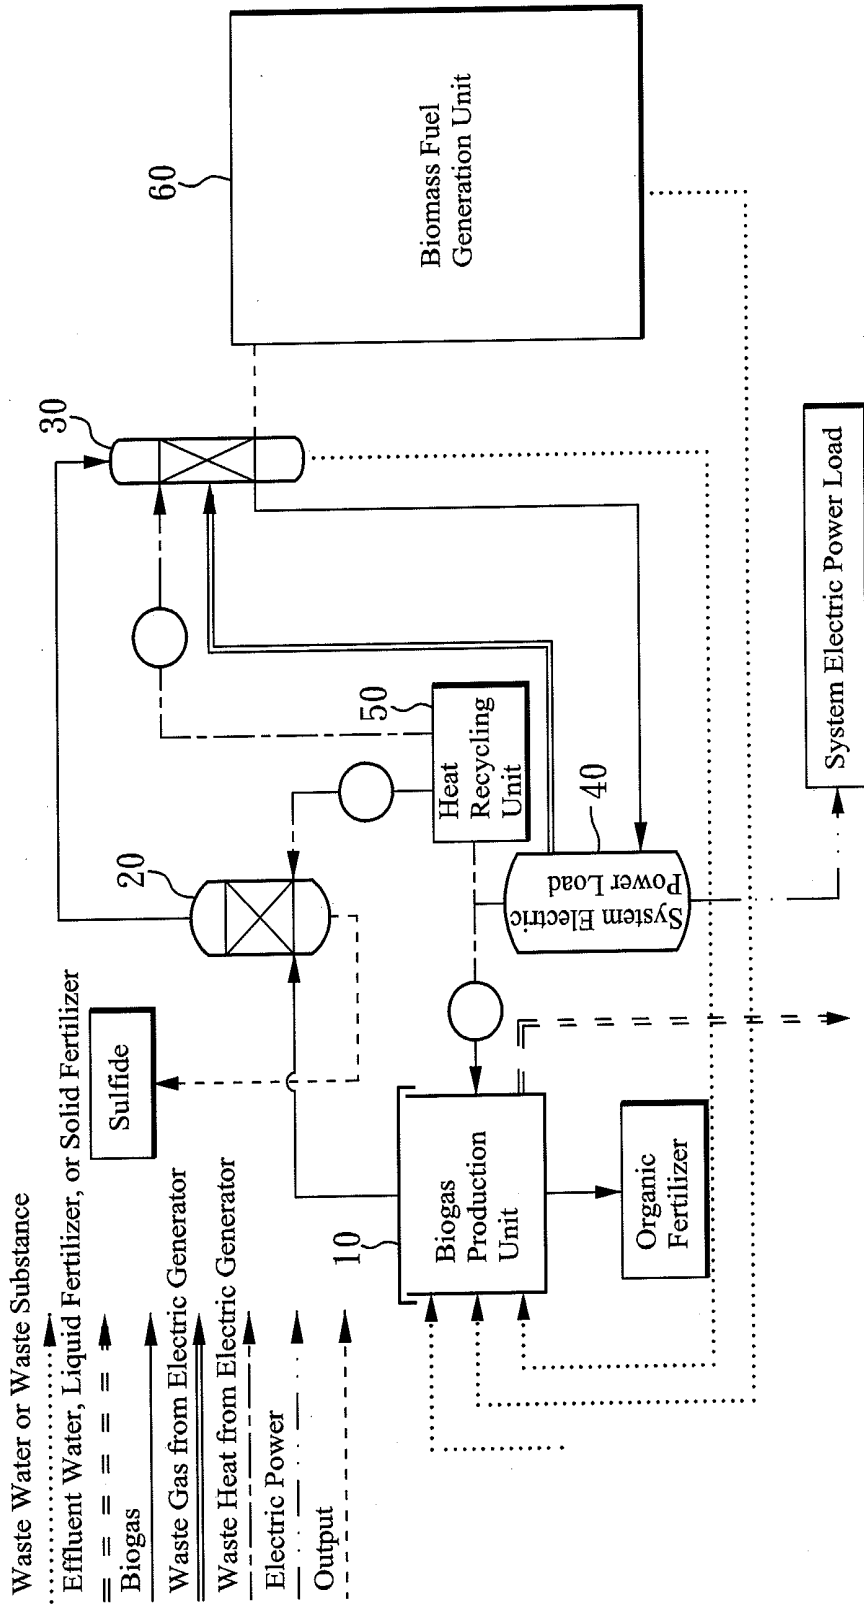 Waste Water or Waste Substance
Effluent Water, Liquid Fertilizer, or Solid Fertilizer
Biogas
Waste Gas from Electric Generator
Waste Heat from Electric Generator
Electric Power
Output
Sulfide
20
30
60
Biomass Fuel
Generation Unit
10
Biogas
Production
Unit
50
Heat
Recycling
Unit
40
System Electric
Power Load
Organic
Fertilizer
System Electric Power Load